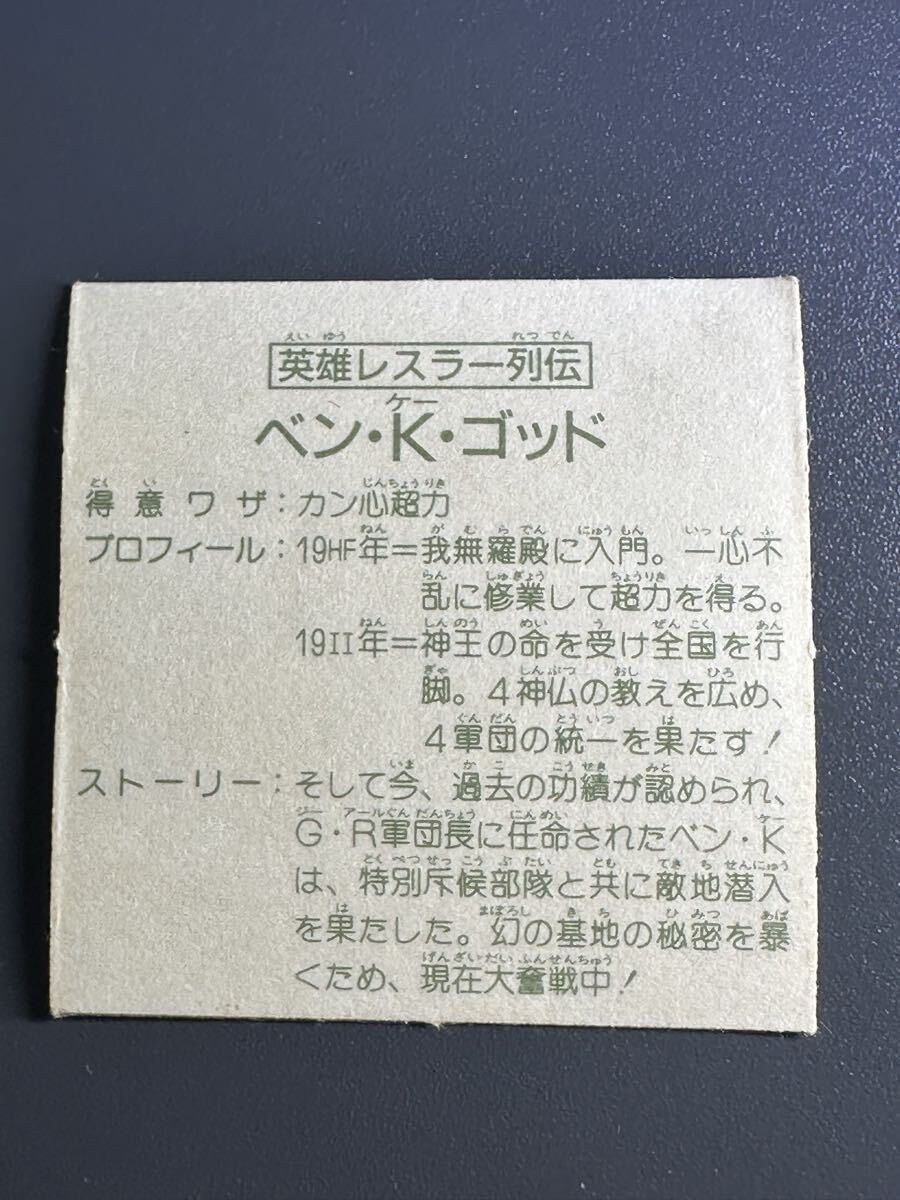 英雄レスラー列伝
ベン・K・ゴッド
得意ワザ：カン心超力
プロフィール：19HF年＝我無羅殿に入門。一心不
乱に修業して超力を得る。
19II年＝神王の命を受け全国を行
脚。4神仏の教えを広め、
4軍団の統一を果たす！
ストーリー：そして今、過去の功績が認められ、
G・R軍団長に任命されたベン・K
は、特別斥候部隊と共に敵地潜入
を果たした。幻の基地の秘密を暴
くため、現在大奮戦中！